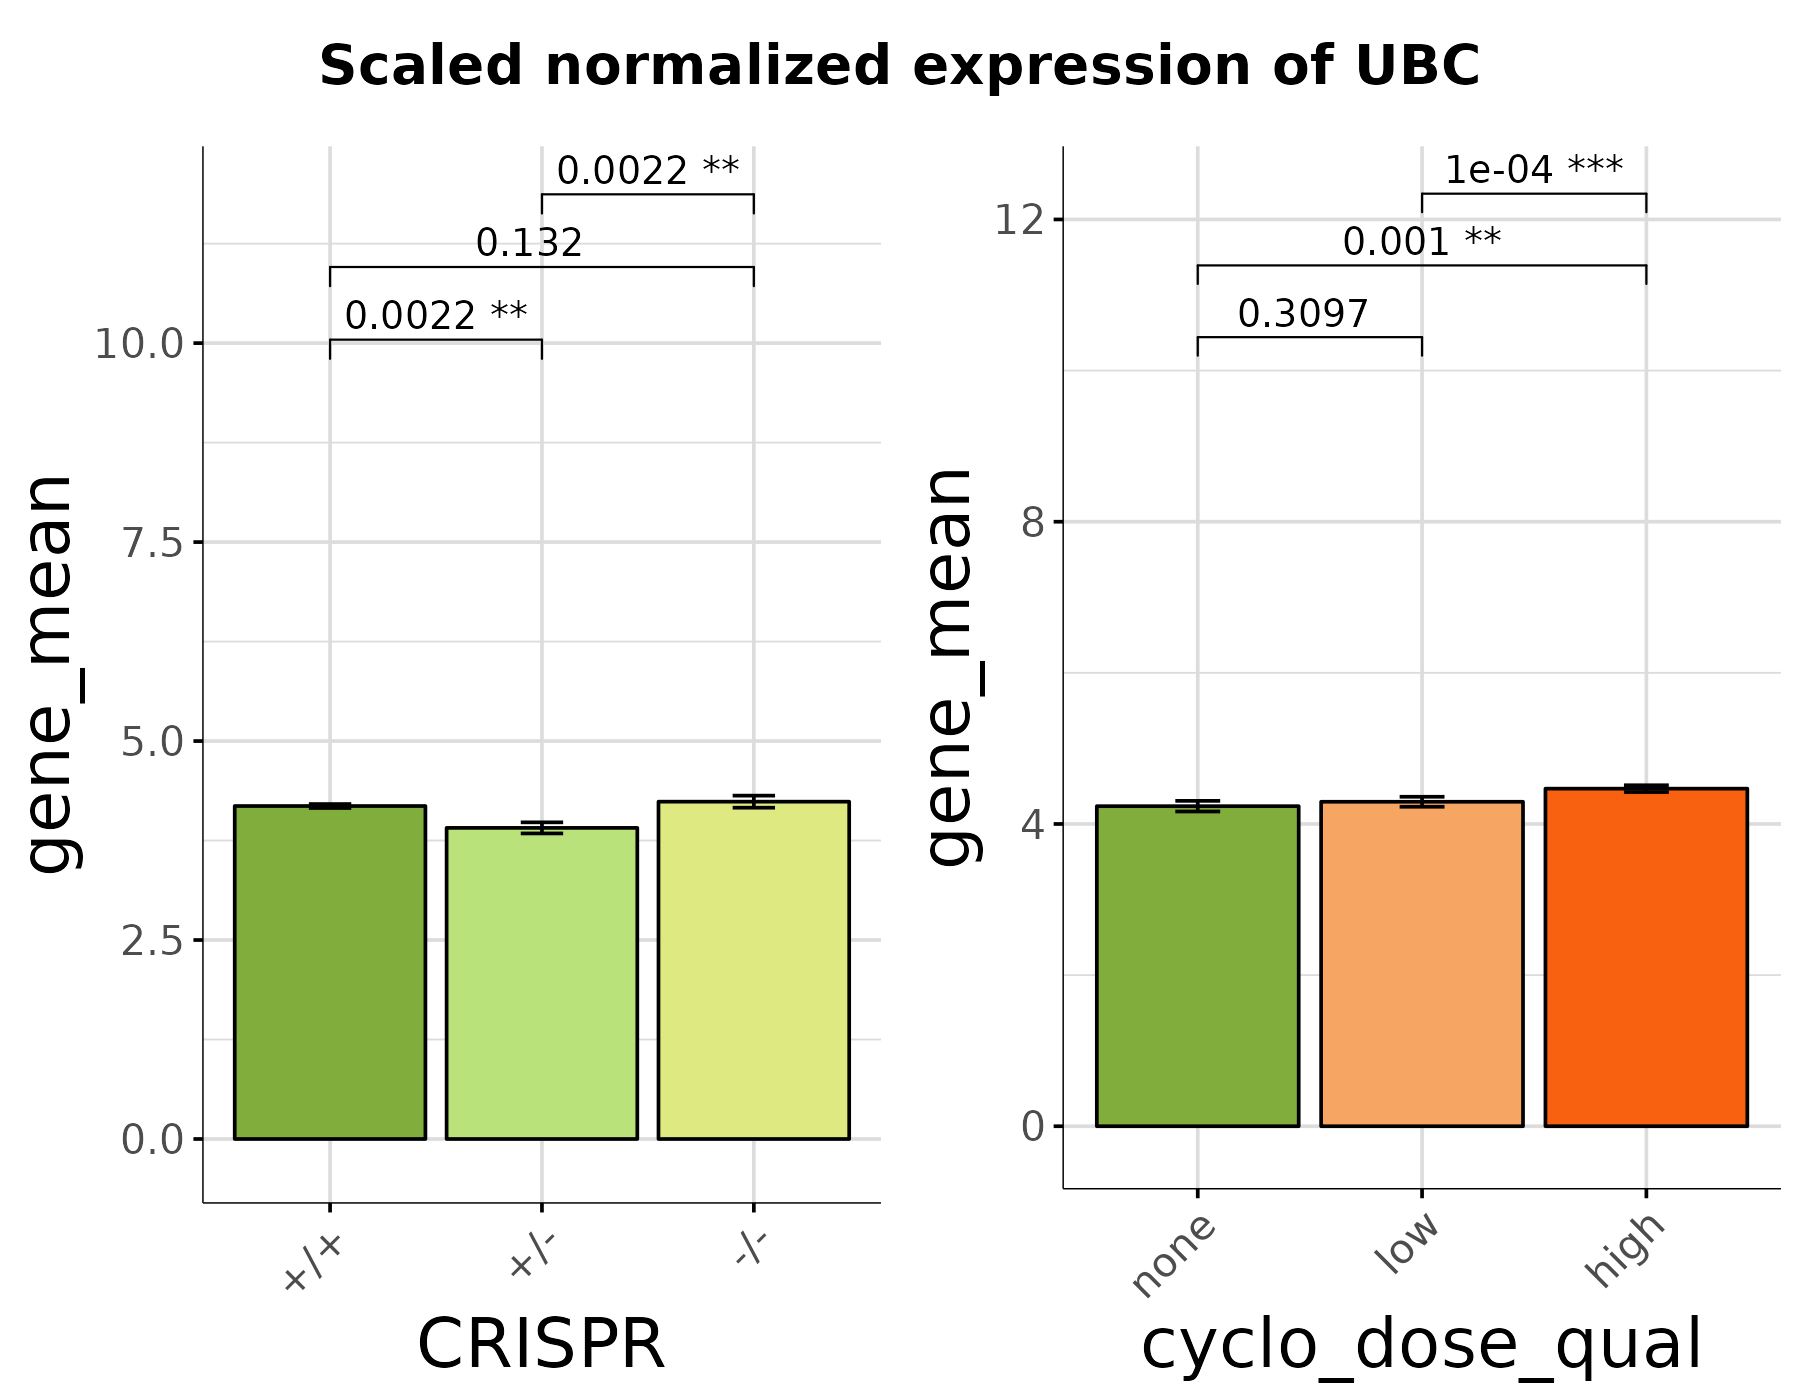 Scaled normalized expression of UBC
gene_mean
10.0
7.5
5.0
2.5
0.0
0.0022 **
0.132
0.0022 **
+/+
+/-
-/-
CRISPR
gene_mean
12
8
4
0
1e-04 ***
0.001 **
0.3097
none
low
high
cyclo_dose_qual